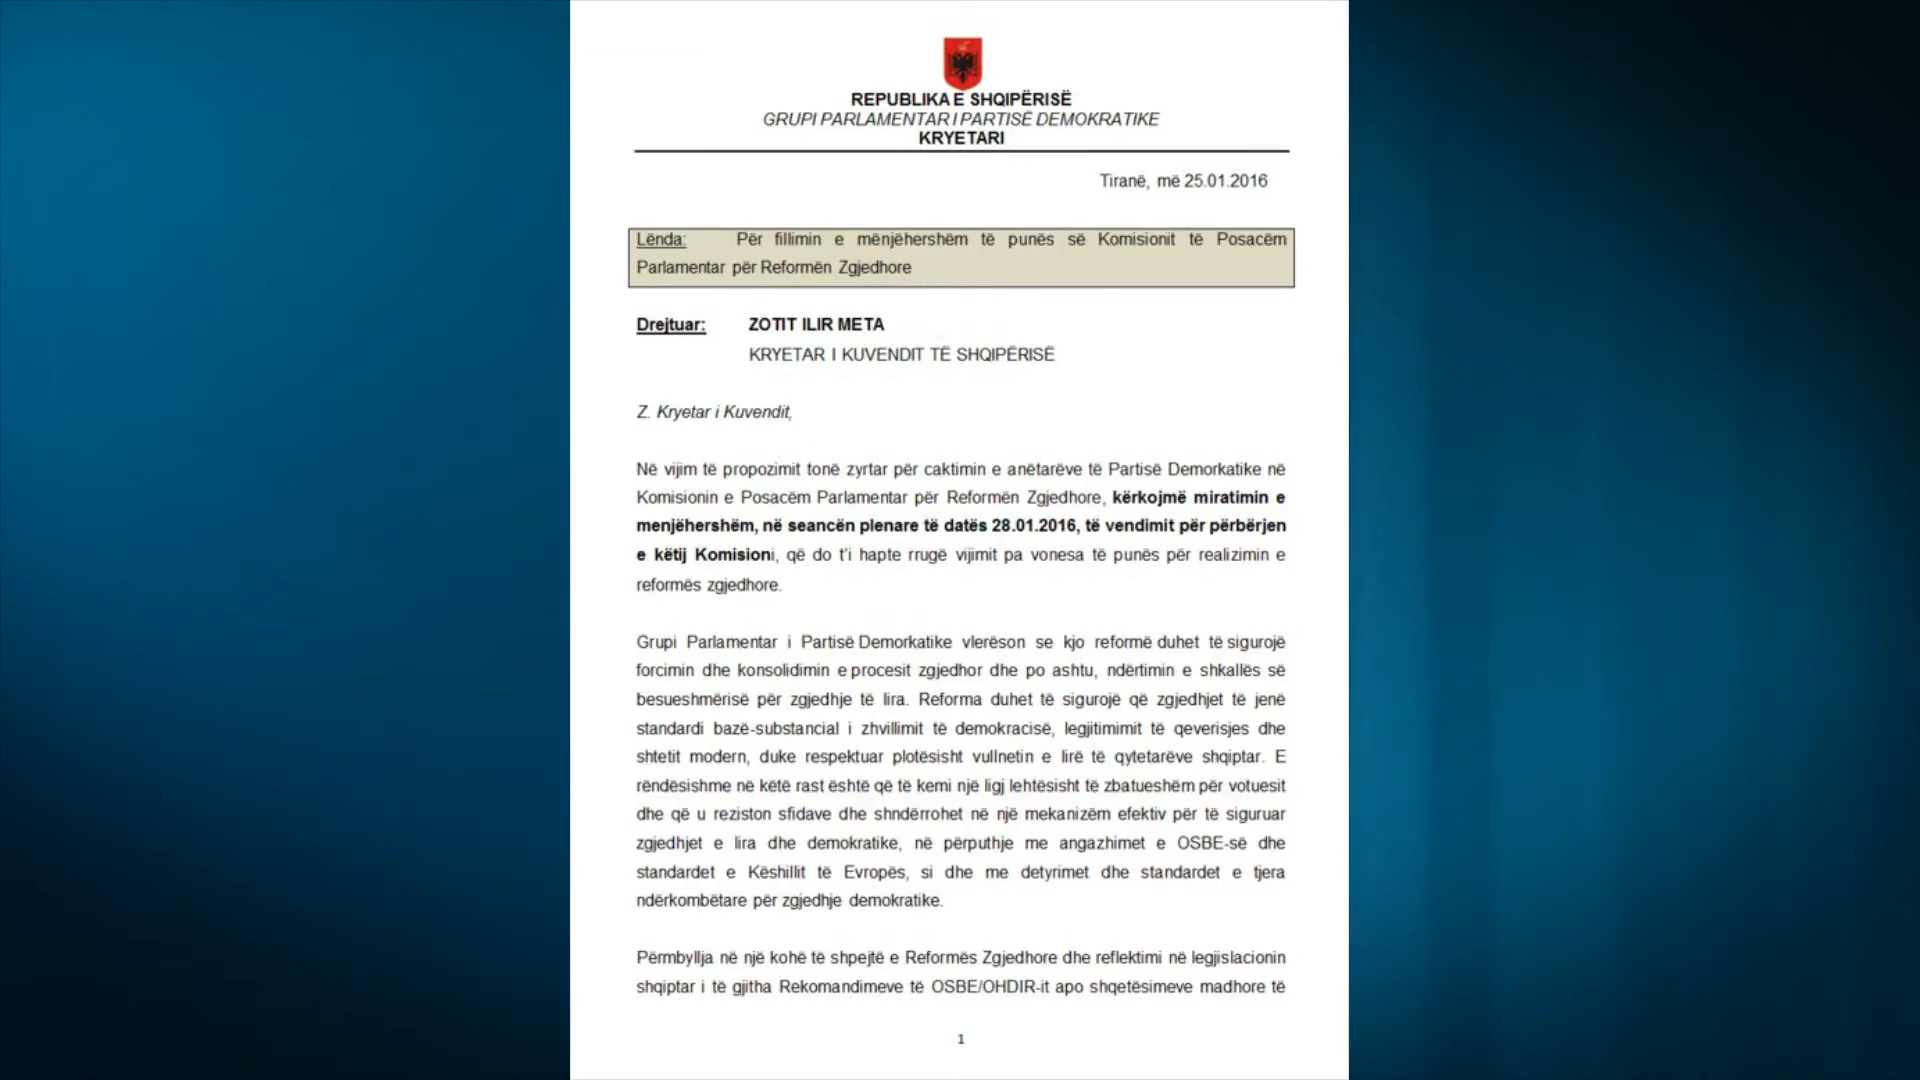 REPUBLIKA E SHQIPËRISË
GRUPI PARLAMENTAR I PARTISË DEMOKRATIKE
KRYETARI
Tiranë, më 25.01.2016
Lënda: Për fillimin e mënjëhershëm të punës së Komisionit të Posacëm
Parlamentar për Reformën Zgjedhore
Drejtuar: ZOTIT ILIR META
KRYETAR I KUVENDIT TË SHQIPËRISË
Z. Kryetar i Kuvendit,
Në vijim të propozimit tonë zyrtar për caktimin e anëtarëve të Partisë Demorkatike në
Komisionin e Posacëm Parlamentar për Reformën Zgjedhore, kërkojmë miratimin e
menjëhershëm, në seancën plenare të datës 28.01.2016, të vendimit për përbërjen
e këtij Komisioni, që do t'i hapte rrugë vijimit pa vonesa të punës për realizimin e
reformës zgjedhore.
Grupi Parlamentar i Partisë Demorkatike vlerëson se kjo reformë duhet të sigurojë
forcimin dhe konsolidimin e procesit zgjedhor dhe po ashtu, ndërtimin e shkallës së
besueshmërisë për zgjedhje të lira. Reforma duhet të sigurojë që zgjedhjet të jenë
standardi bazë-substancial i zhvillimit të demokracisë, legjitimimit të qeverisjes dhe
shtetit modern, duke respektuar plotësisht vullnetin e lirë të qytetarëve shqiptar. E
rëndësishme në këtë rast është që të kemi një ligj lehtësisht të zbatueshëm për votuesit
dhe që u reziston sfidave dhe shndërrohet në një mekanizëm efektiv për të siguruar
zgjedhjet e lira dhe demokratike, në përputhje me angazhimet e OSBE-së dhe
standardet e Këshillit të Evropës, si dhe me detyrimet dhe standardet e tjera
ndërkombëtare për zgjedhje demokratike.
Përmbyllja në një kohë të shpejtë e Reformës Zgjedhore dhe reflektimi në legjislacionin
shqiptar i të gjitha Rekomandimeve të OSBE/OHDIR-it apo shqetësimeve madhore të
1